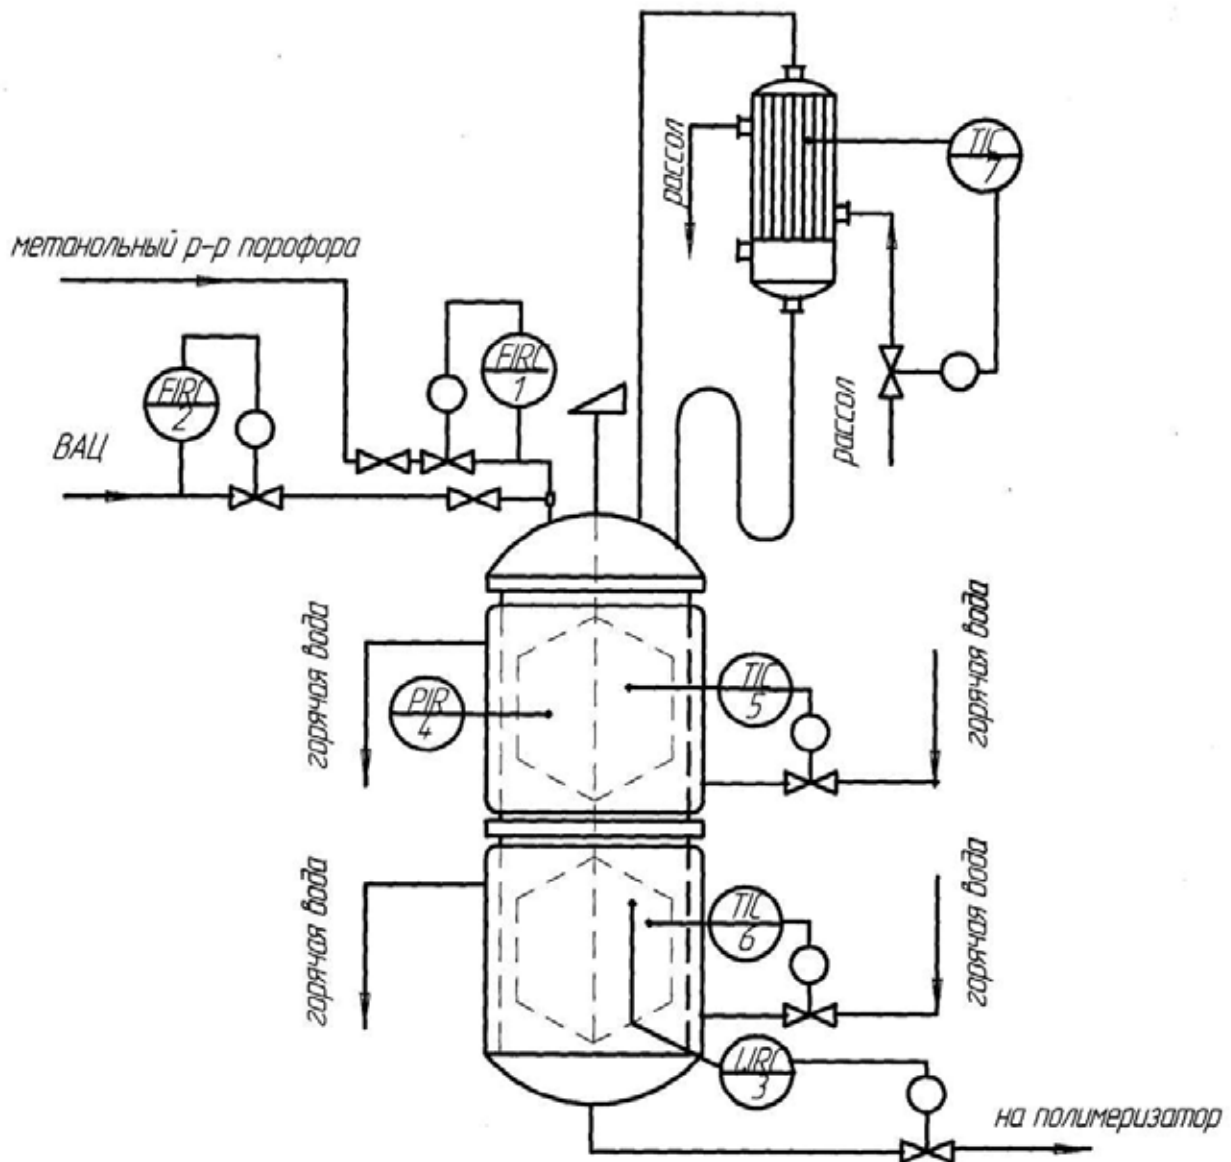 рассол
TIC
7
метанольный р-р порофора
FIRC
1
FIRC
2
ВАЦ
рассол
горячая вода
PIR
4
TIC
5
горячая вода
горячая вода
TIC
6
горячая вода
LIRC
3
на полимеризатор